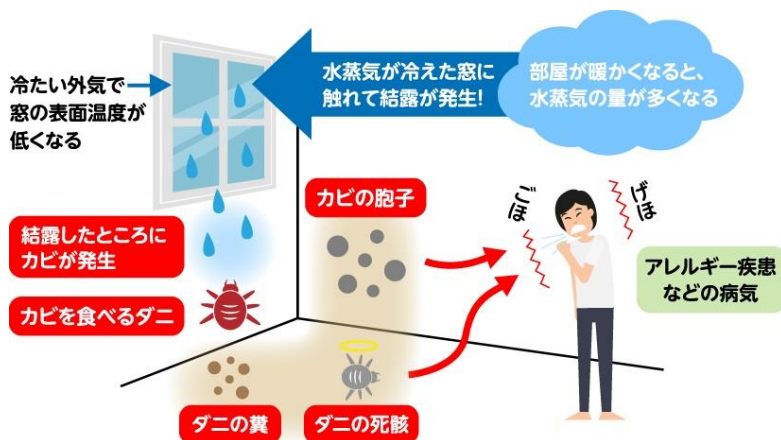 冷たい外気で
窓の表面温度が
低くなる
水蒸気が冷えた窓に
触れて結露が発生!
部屋が暖かくなると、
水蒸気の量が多くなる
結露したところに
カビが発生
カビを食べるダニ
カビの胞子
ダニの糞
ダニの死骸
ごほ
げほ
アレルギー疾患
などの病気